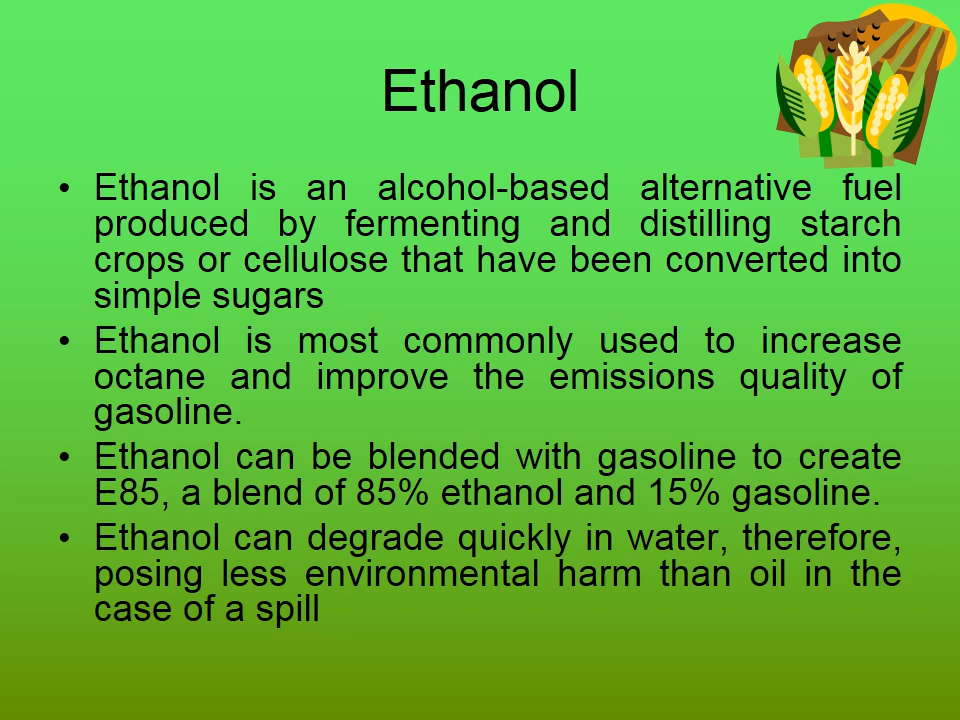 Ethanol
• Ethanol is an alcohol-based alternative fuel
produced by fermenting and distilling starch
crops or cellulose that have been converted into
simple sugars
• Ethanol is most commonly used to increase
octane and improve the emissions quality of
gasoline.
• Ethanol can be blended with gasoline to create
E85, a blend of 85% ethanol and 15% gasoline.
• Ethanol can degrade quickly in water, therefore,
posing less environmental harm than oil in the
case of a spill